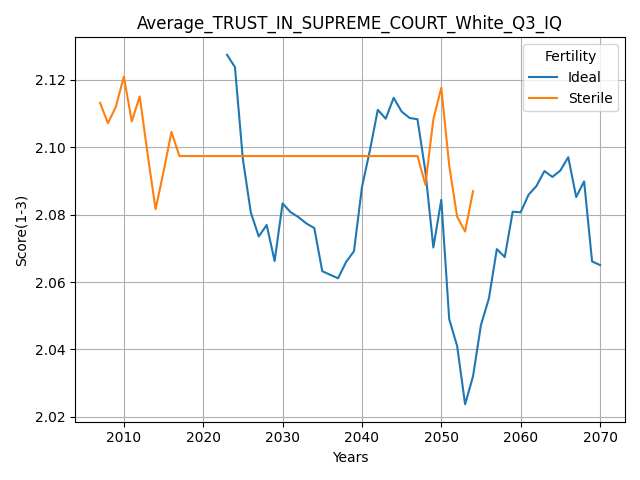 Average_TRUST_IN_SUPREME_COURT_White_Q3_IQ
Fertility
Ideal
Sterile
Score(1-3)
2.12
2.10
2.08
2.06
2.04
2.02
2010 2020 2030 2040 2050 2060 2070
Years